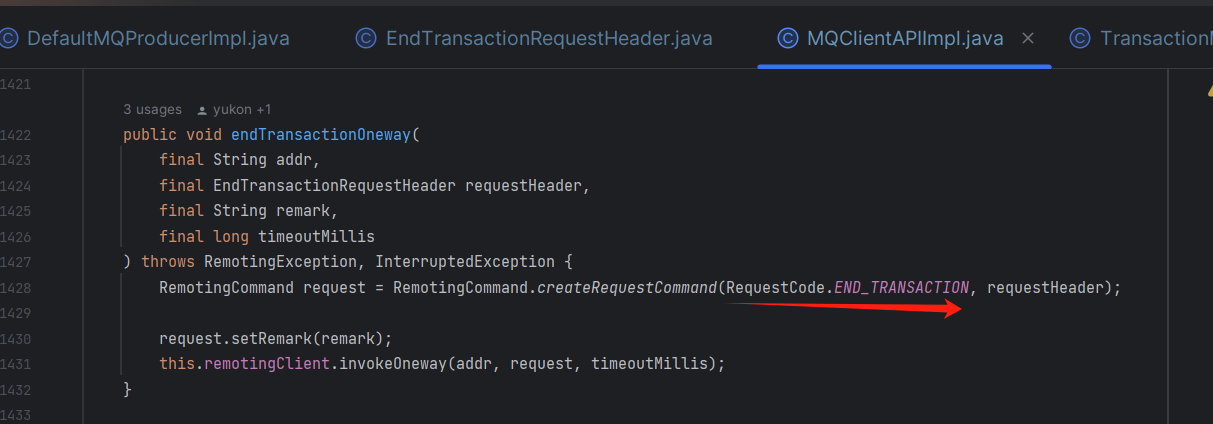 DefaultMQProducerImpl.java EndTransactionRequestHeader.java MQClientAPIImpl.java
1421
3 usages yukon +1
1422 public void endTransactionOneway(
1423 final String addr,
1424 final EndTransactionRequestHeader requestHeader,
1425 final String remark,
1426 final long timeoutMillis
1427 ) throws RemotingException, InterruptedException {
1428 RemotingCommand request = RemotingCommand.createRequestCommand(RequestCode.END_TRANSACTION, requestHeader);
1429
1430 request.setRemark(remark);
1431 this.remotingClient.invokeOneway(addr, request, timeoutMillis);
1432 }
1433